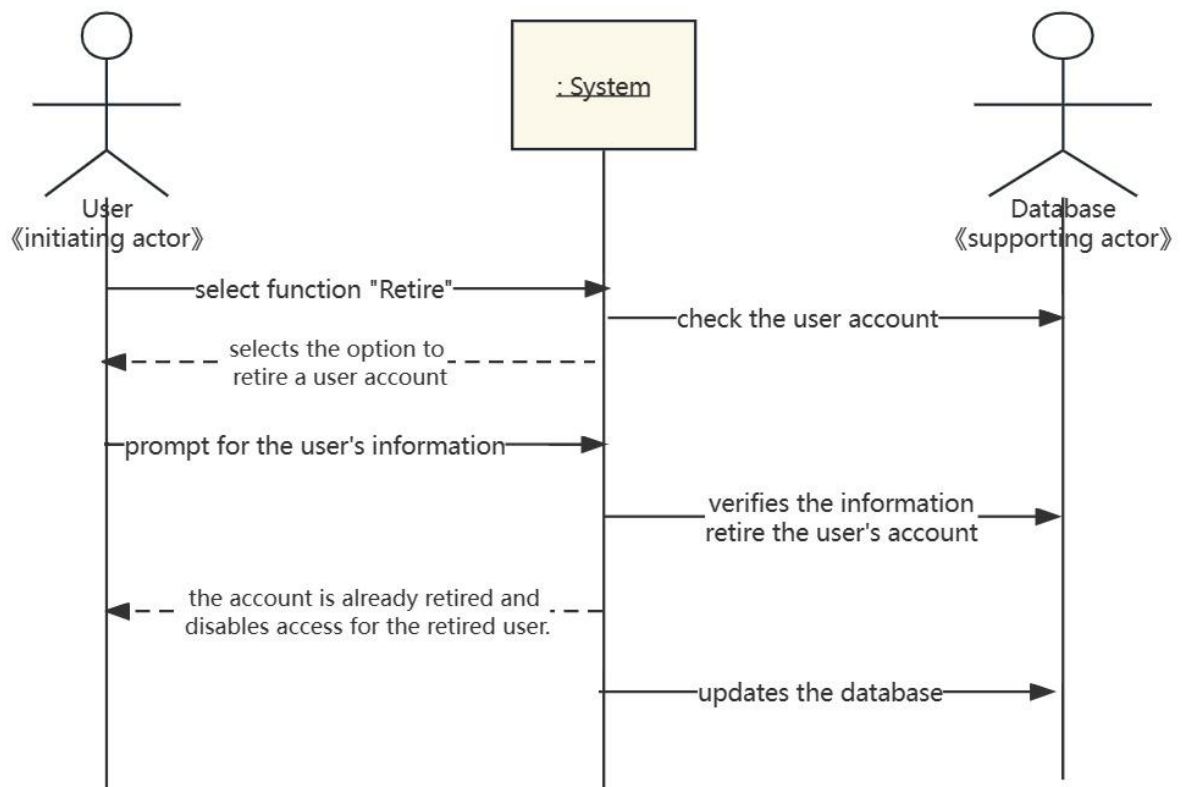 : System
User
《initiating actor》
Database
《supporting actor》
select function "Retire"
check the user account
selects the option to
retire a user account
prompt for the user's information
verifies the information
retire the user's account
the account is already retired and
disables access for the retired user.
updates the database